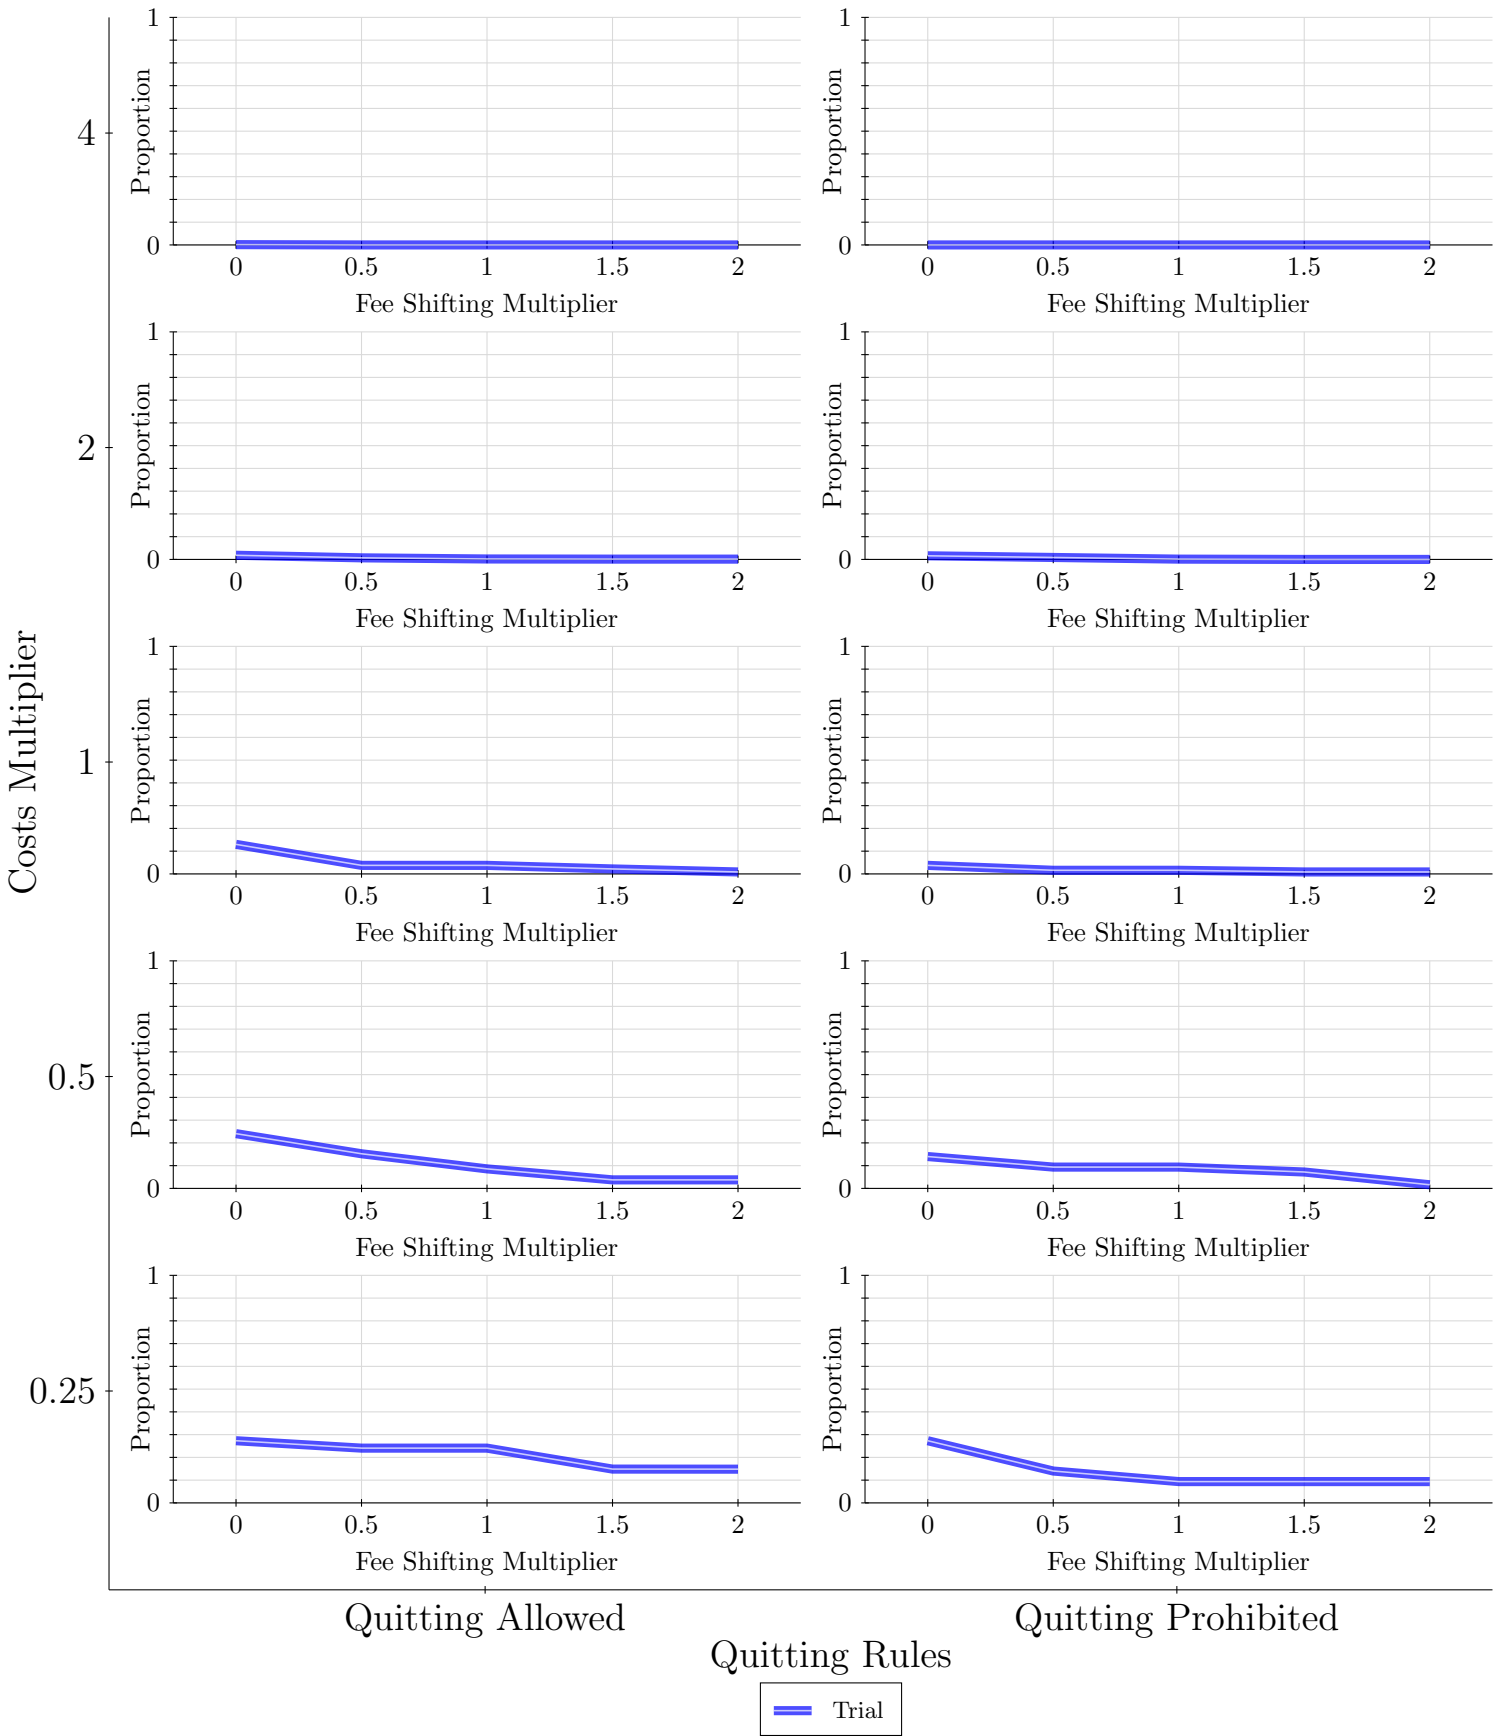 Costs Multiplier
4
1
Proportion
0
0 0.5 1 1.5 2
Fee Shifting Multiplier
1
Proportion
0
0 0.5 1 1.5 2
Fee Shifting Multiplier
2
1
Proportion
0
0 0.5 1 1.5 2
Fee Shifting Multiplier
1
Proportion
0
0 0.5 1 1.5 2
Fee Shifting Multiplier
1
1
Proportion
0
0 0.5 1 1.5 2
Fee Shifting Multiplier
1
Proportion
0
0 0.5 1 1.5 2
Fee Shifting Multiplier
0.5
1
Proportion
0
0 0.5 1 1.5 2
Fee Shifting Multiplier
1
Proportion
0
0 0.5 1 1.5 2
Fee Shifting Multiplier
0.25
1
Proportion
0
0 0.5 1 1.5 2
Fee Shifting Multiplier
1
Proportion
0
0 0.5 1 1.5 2
Fee Shifting Multiplier
Quitting Allowed
Quitting Prohibited
Quitting Rules
Trial